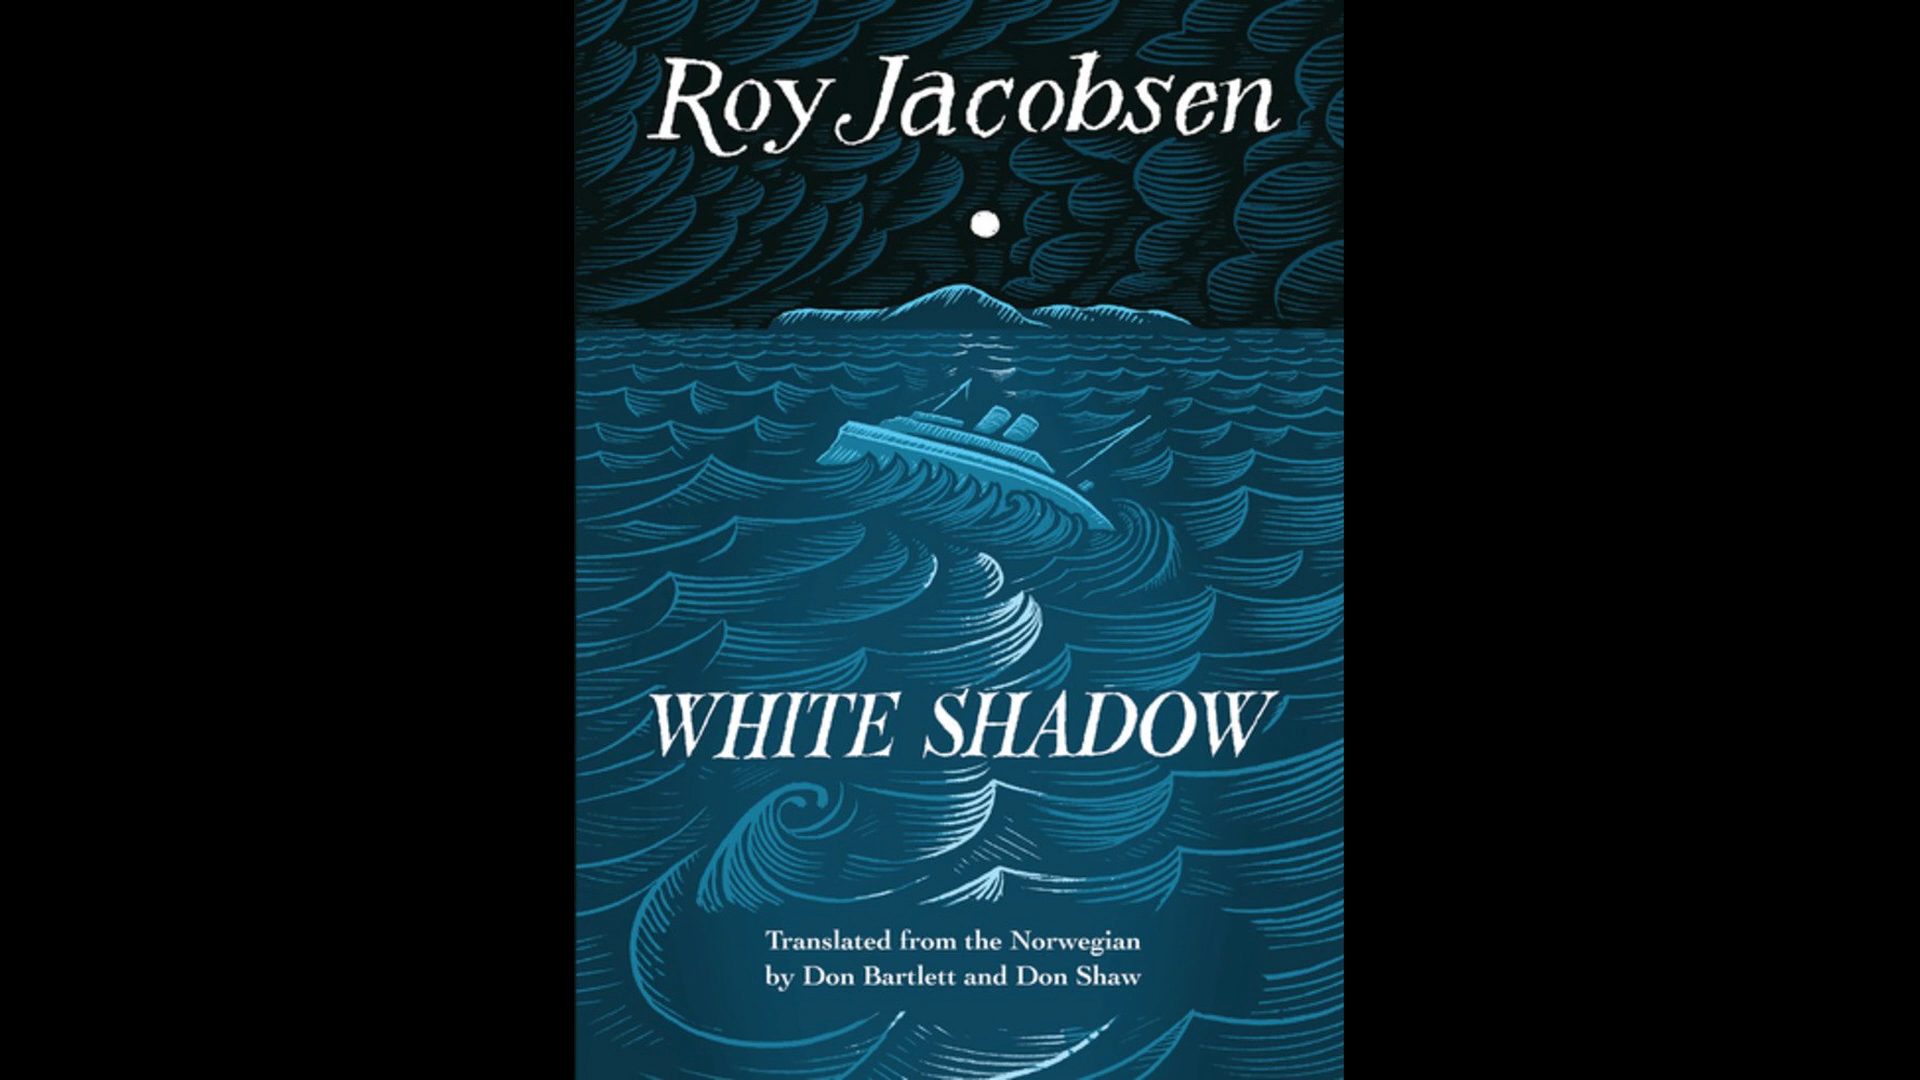 Roy Jacobsen
WHITE SHADOW
Translated from the Norwegian
by Don Bartlett and Don Shaw